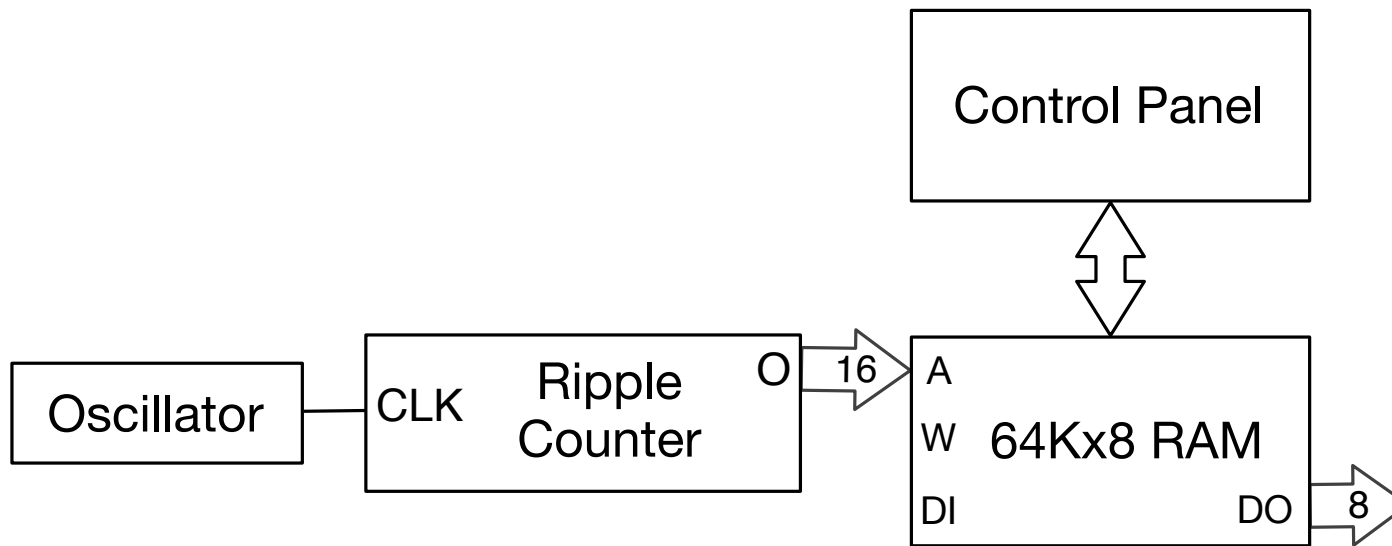 Control Panel
Oscillator
CLK
Ripple
Counter
O
16
A
W
DI
64Kx8 RAM
DO
8